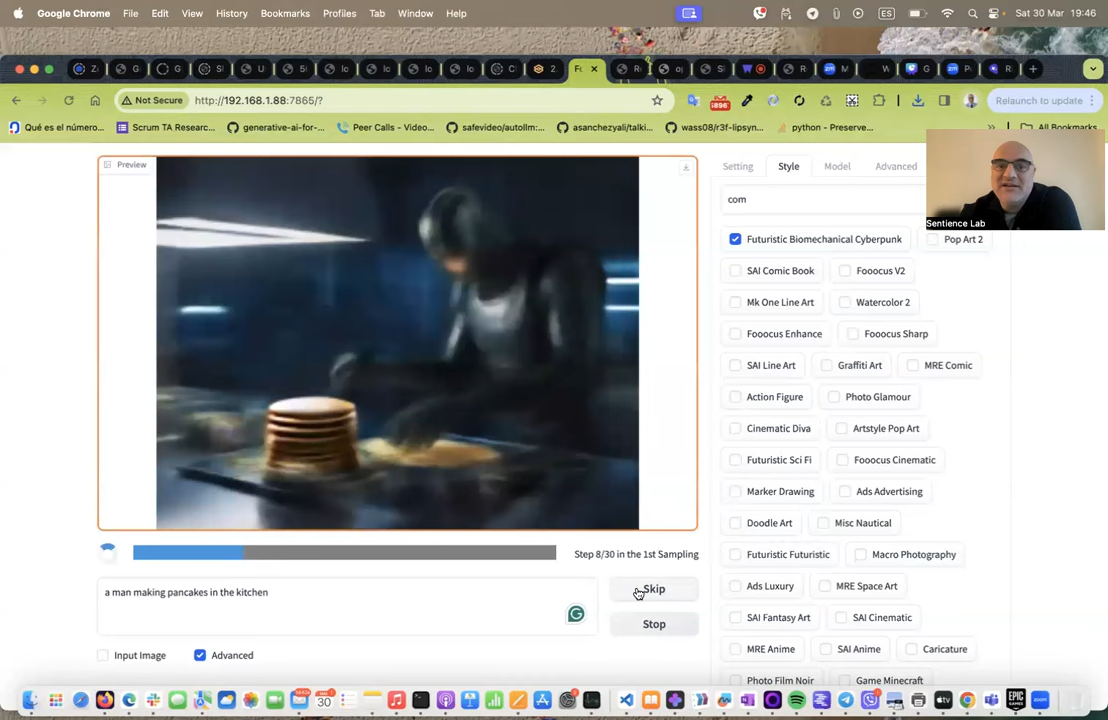 Google Chrome File Edit View History Bookmarks Profiles Tab Window Help ES Sat 30 Mar 19:46
Not Secure http://192.168.1.88:7865/? Relaunch to update
Qué es el número... Scrum TA Researc... generative-ai-for-... Peer Calls - Video... safevideo/autollm:... asanchezyali/talki... wass08/r3f-lipsyn... python - Preserve... » All Bookmarks
Preview
Setting Style Model Advanced
com
Sentience Lab
Futuristic Biomechanical Cyberpunk Pop Art 2
SAI Comic Book Fooocus V2
Mk One Line Art Watercolor 2
Fooocus Enhance Fooocus Sharp
SAI Line Art Graffiti Art MRE Comic
Action Figure Photo Glamour
Cinematic Diva Artstyle Pop Art
Futuristic Sci Fi Fooocus Cinematic
Marker Drawing Ads Advertising
Doodle Art Misc Nautical
Step 8/30 in the 1st Sampling
Futuristic Futuristic Macro Photography
a man making pancakes in the kitchen
Skip
Ads Luxury MRE Space Art
Stop
SAI Fantasy Art SAI Cinematic
Input Image Advanced
MRE Anime SAI Anime Caricature
Photo Film Noir Game Minecraft